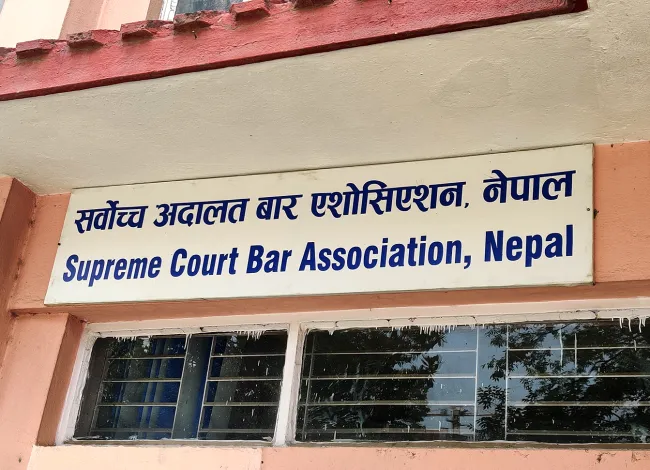 सर्वोच्च अदालत बार एशोसिएशन, नेपाल
Supreme Court Bar Association, Nepal